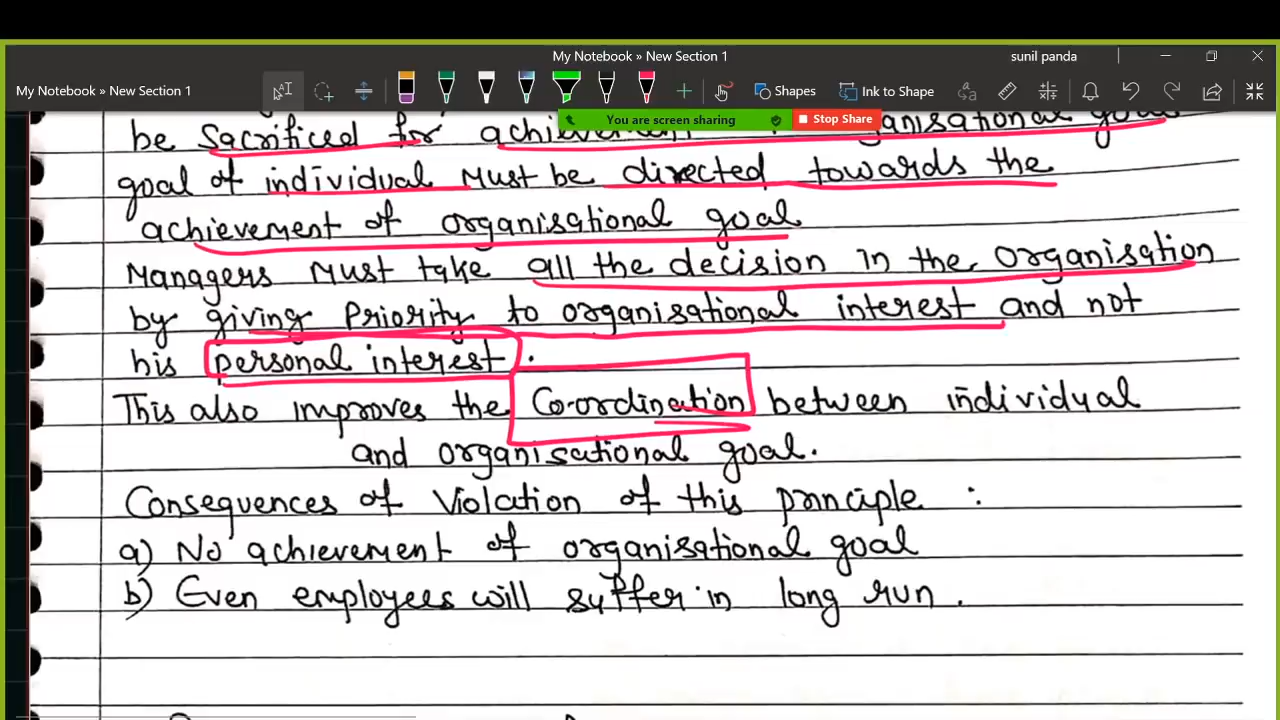 My Notebook » New Section 1
sunil panda
My Notebook » New Section 1
Shapes
Ink to Shape
You are screen sharing
Stop Share
be sacrificed for achievement organisational goal
goal of individual Must be directed towards the
achievement of organisational goal
Managers Must take all the decision in the organisation
by giving Priority to organisational interest and not
his personal interest.
This also improves the Co-ordination between individual
and organisational goal.
Consequences of Violation of this principle :
a) No achievement of organisational goal
b) Even employees will suffer in long run.